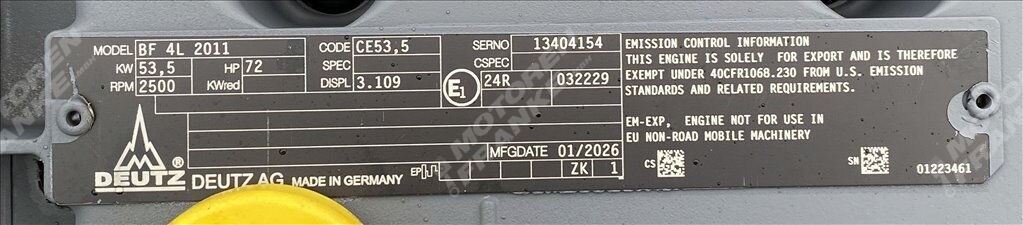 MODEL BF 4L 2011 CODE CE53,5 SERNO 13404154
KW 53,5 HP 72 SPEC CSPEC
RPM 2500 KWred DISPL 3.109 E1 24R 032229
MFGDATE 01/2026
EP ZK 1
DEUTZ ® DEUTZ AG MADE IN GERMANY
EMISSION CONTROL INFORMATION
THIS ENGINE IS SOLELY FOR EXPORT AND IS THEREFORE
EXEMPT UNDER 40CFR1068.230 FROM U.S. EMISSION
STANDARDS AND RELATED REQUIREMENTS.
EM-EXP, ENGINE NOT FOR USE IN
EU NON-ROAD MOBILE MACHINERY
CS SN
01223461
MOTOREN
PLANKEN